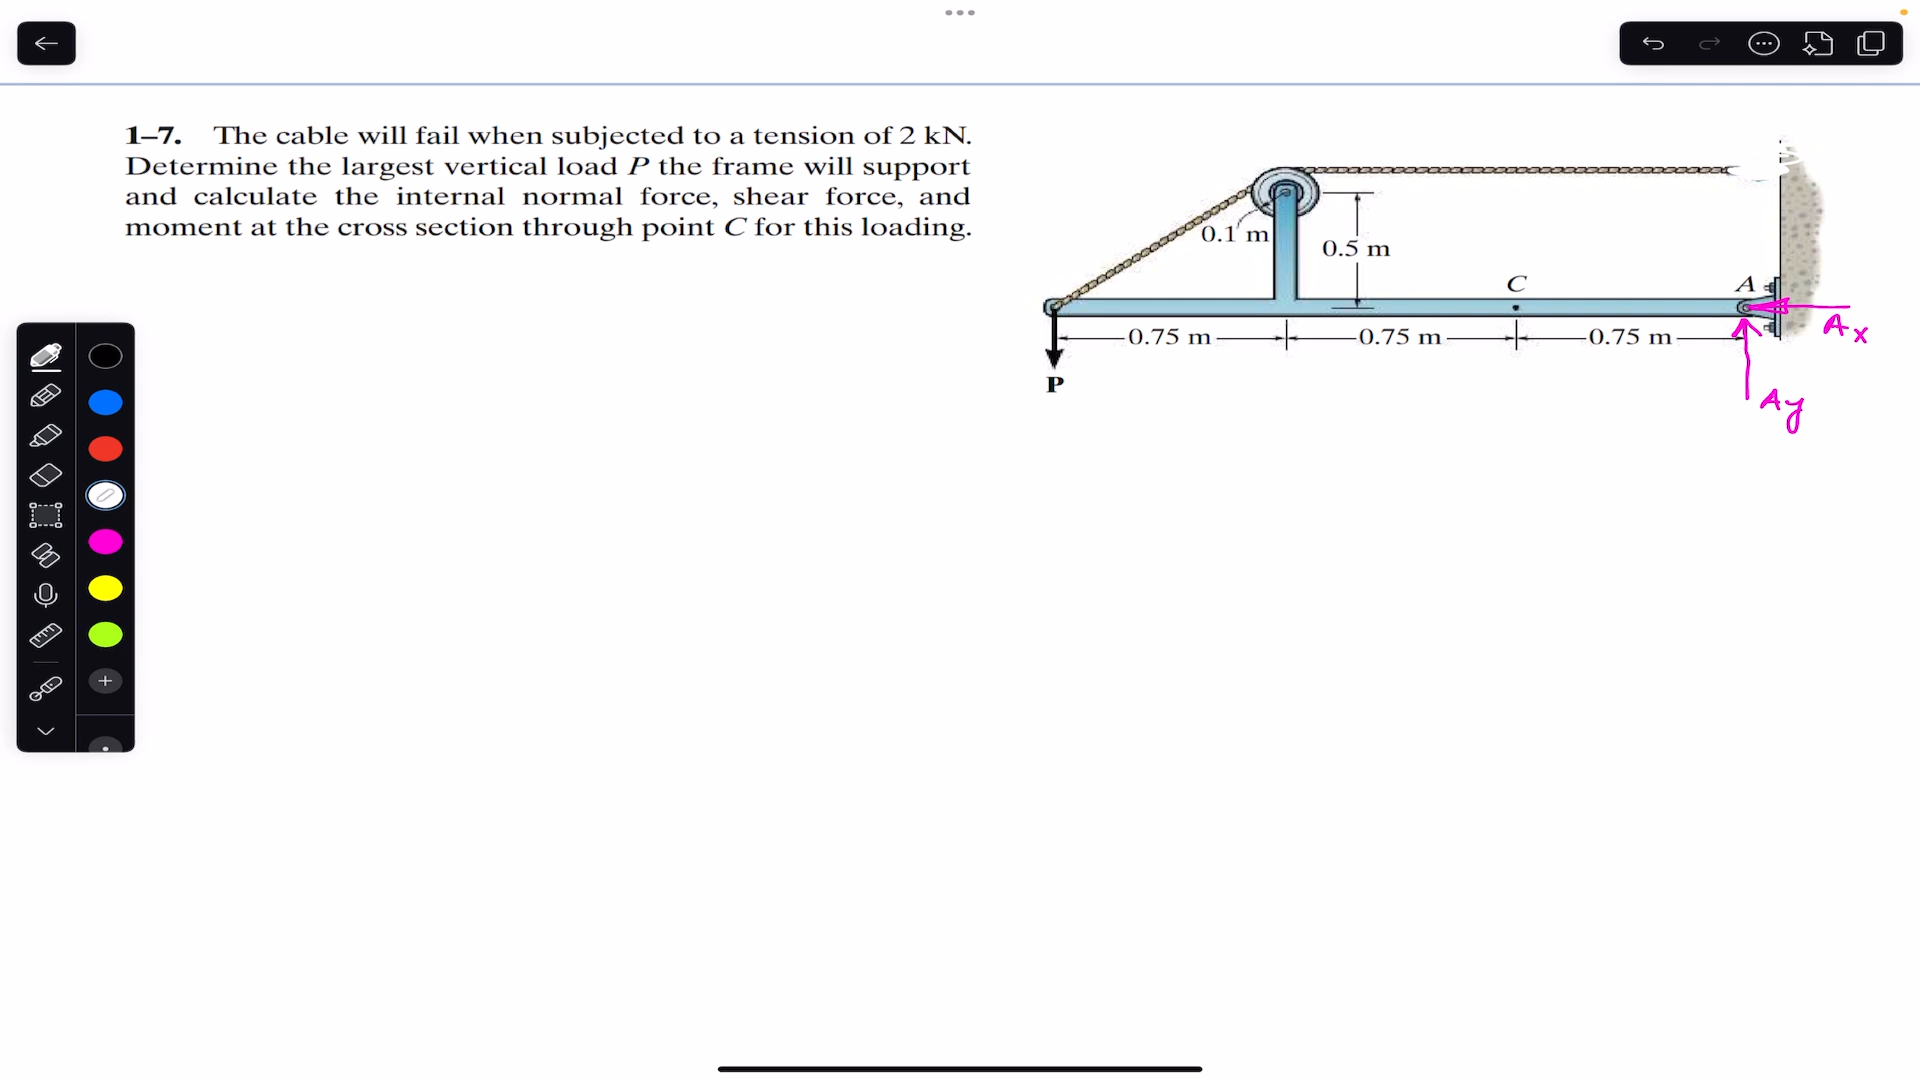 1–7. The cable will fail when subjected to a tension of 2 kN.
Determine the largest vertical load P the frame will support
and calculate the internal normal force, shear force, and
moment at the cross section through point C for this loading.
0.1 m
0.5 m
C
A
Ax
0.75 m
0.75 m
0.75 m
P
Ay